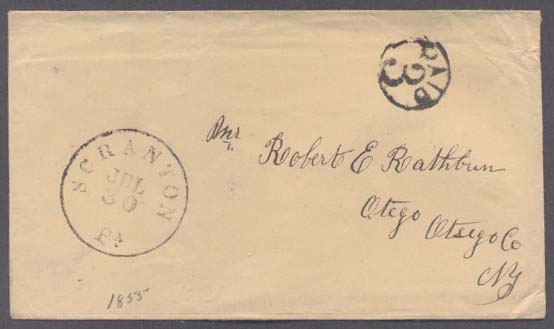 PAID
3
SCRANTON
JUL
30
PA
Mr
Robert E Rathbun
Otego
Otsego Co
NY
1855